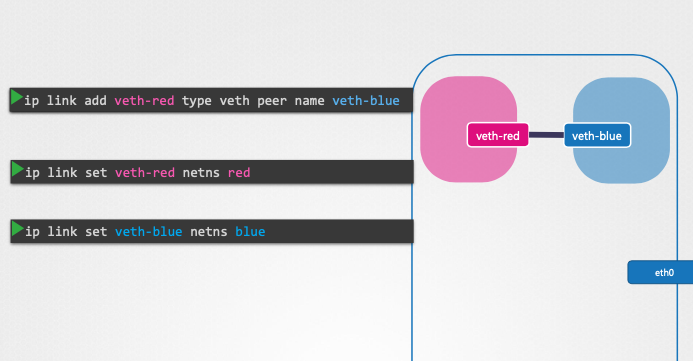 ip link add veth-red type veth peer name veth-blue
veth-red
veth-blue
ip link set veth-red netns red
ip link set veth-blue netns blue
eth0